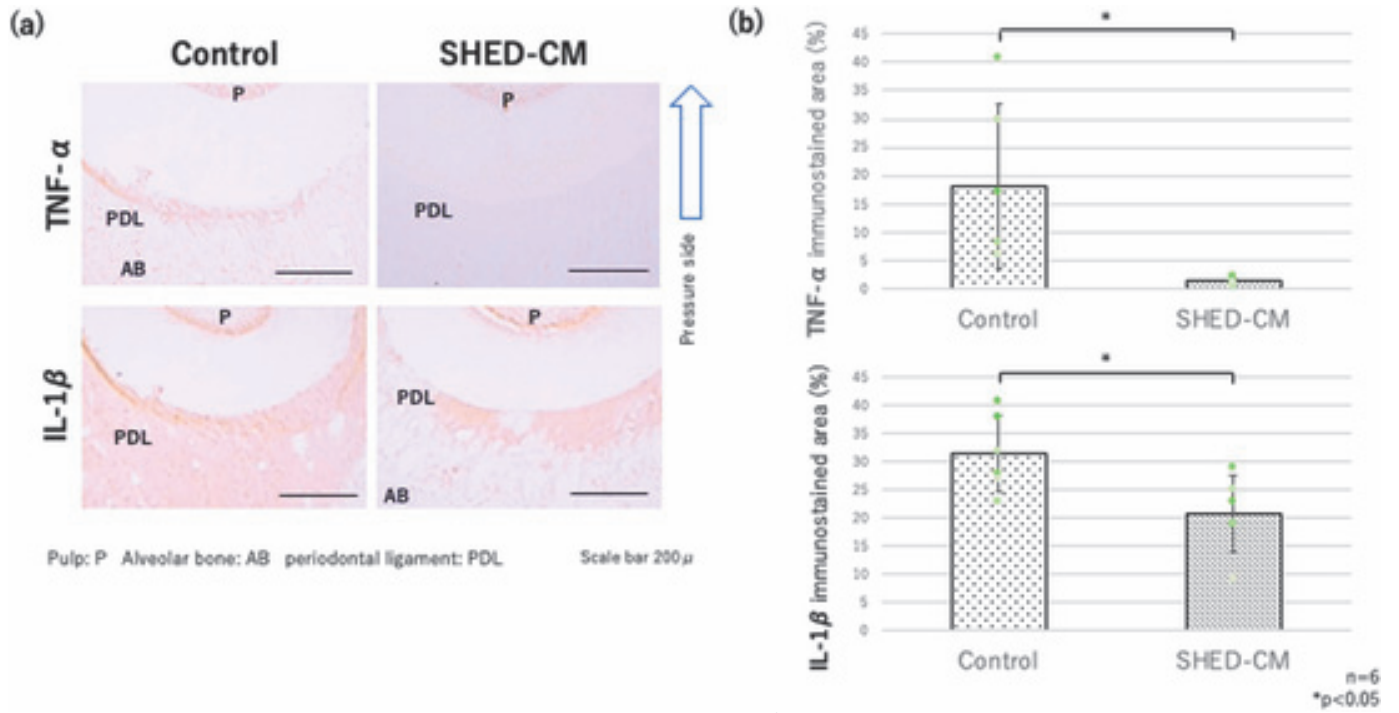 (a)
Control SHED-CM
TNF-α
P
PDL
AB
P
PDL
IL-1β
P
PDL
P
PDL
AB
Pressure side
Pulp: P Alveolar bone: AB periodontal ligament: PDL Scale bar 200μ
(b)
*
TNF-α immunostained area (%)
45
40
35
30
25
20
15
10
5
0
Control SHED-CM
*
IL-1β immunostained area (%)
45
40
35
30
25
20
15
10
5
0
Control SHED-CM
n=6
*p<0.05